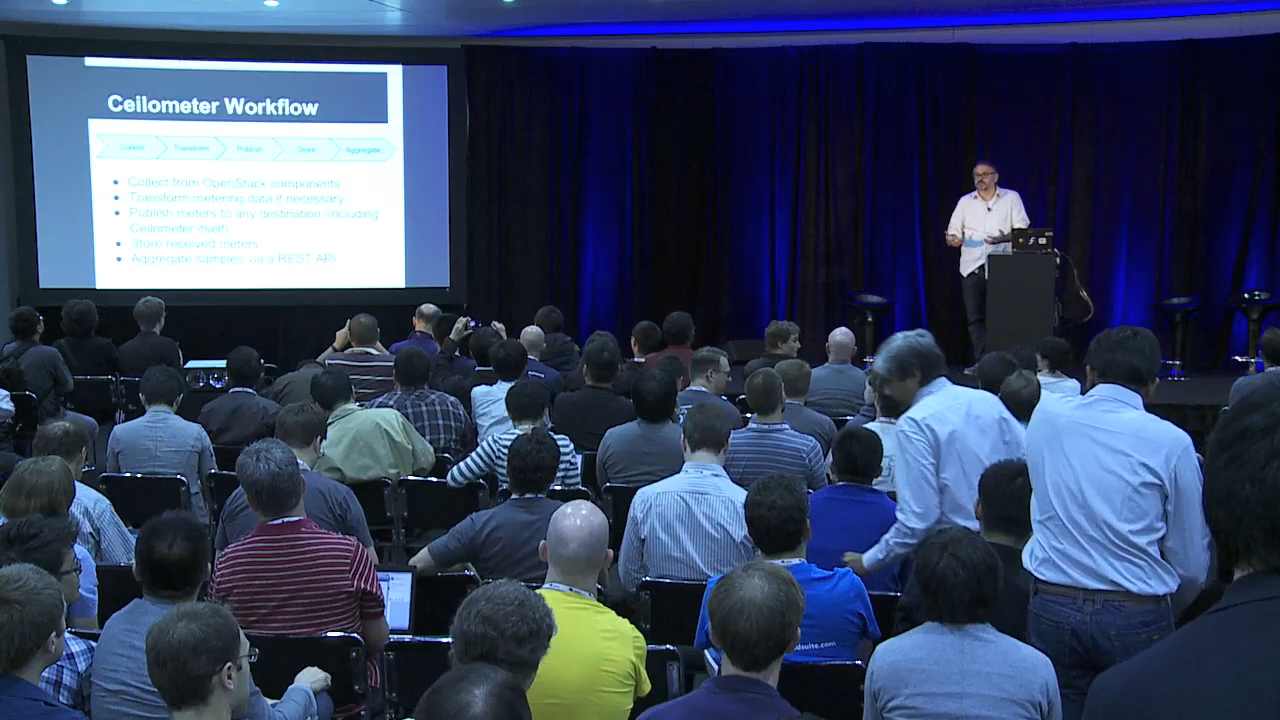 Ceilometer Workflow
Collect Transform Publish Store Aggregate
● Collect from OpenStack components
● Transform metering data if necessary
● Publish meters to any destination (including
Ceilometer itself)
● Store received meters
● Aggregate samples via a REST API